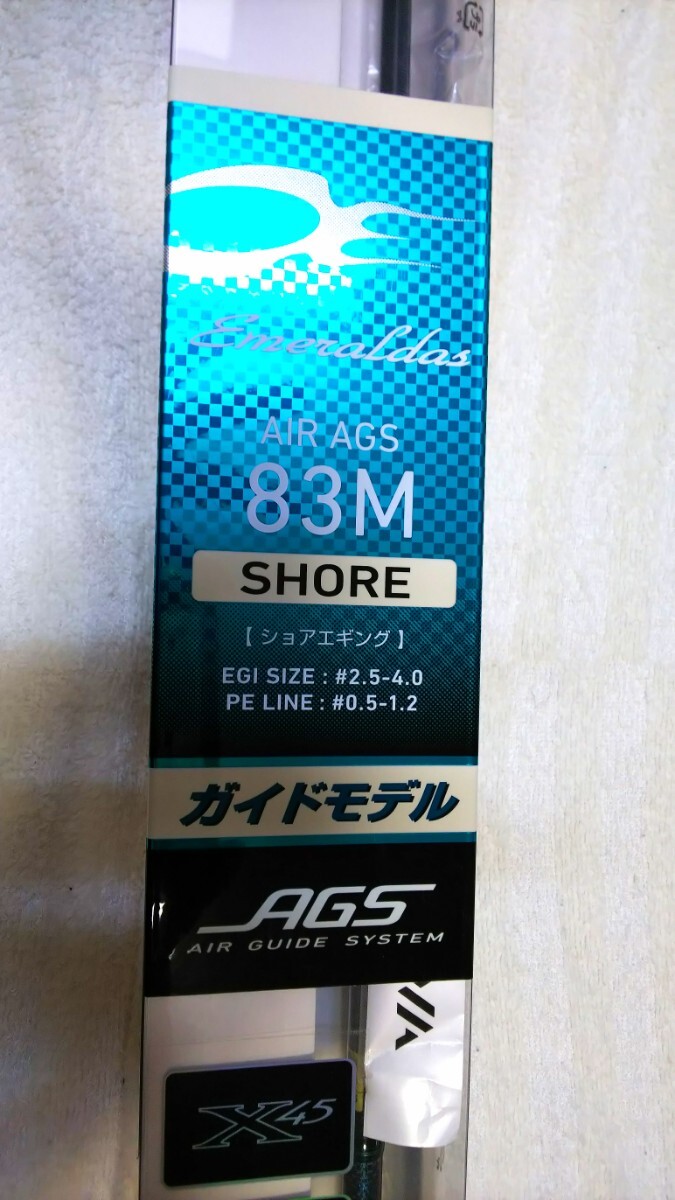 Emeraldas
AIR AGS
83M
SHORE
【ショアエギング】
EGI SIZE : #2.5-4.0
PE LINE : #0.5-1.2
ガイドモデル
AGS
AIR GUIDE SYSTEM
X45